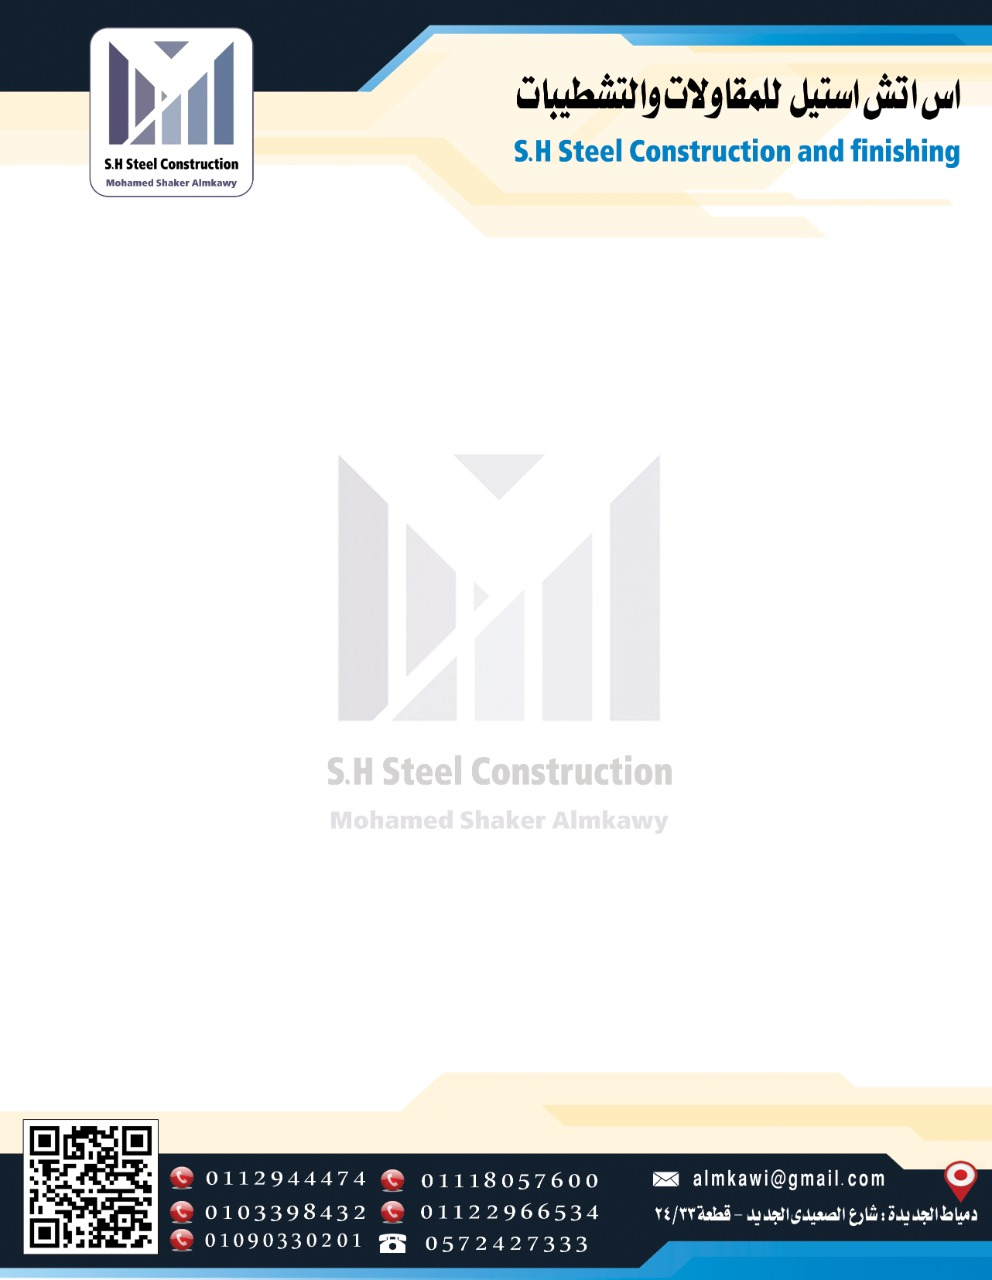 اس اتش استيل للمقاولات والتشطيبات
S.H Steel Construction and finishing
S.H Steel Construction
Mohamed Shaker Almkawy
S.H Steel Construction
Mohamed Shaker Almkawy
0112944474
01118057600
almkawi@gmail.com
0103398432
01122966534
دمياط الجديدة : شارع الصعيدى الجديد - قطعة ٢٤/٣٣
01090330201
0572427333